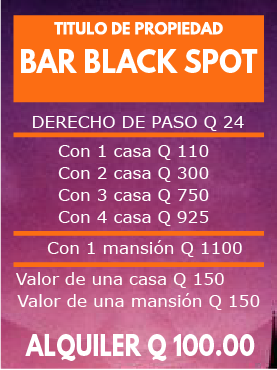 TITULO DE PROPIEDAD
BAR BLACK SPOT
DERECHO DE PASO Q 24
Con 1 casa Q 110
Con 2 casa Q 300
Con 3 casa Q 750
Con 4 casa Q 925
Con 1 mansión Q 1100
Valor de una casa Q 150
Valor de una mansión Q 150
ALQUILER Q 100.00